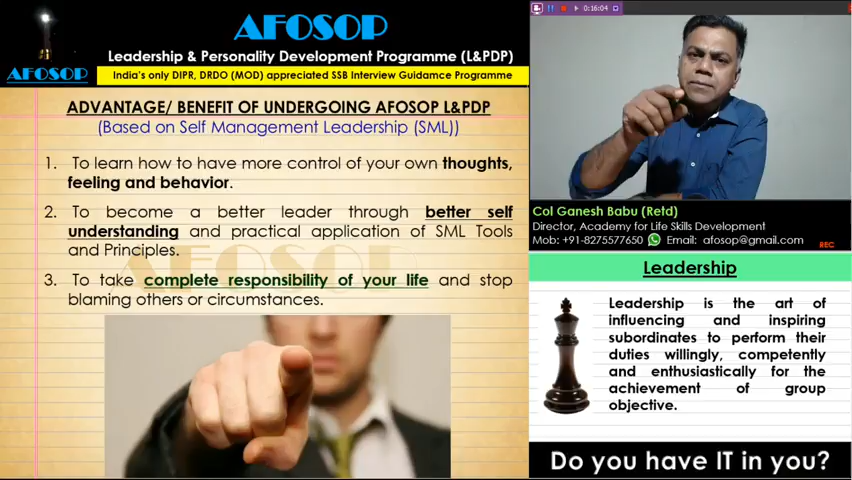 AFOSOP
AFOSOP
Leadership & Personality Development Programme (L&PDP)
India's only DIPR, DRDO (MOD) appreciated SSB Interview Guidamce Programme
ADVANTAGE/ BENEFIT OF UNDERGOING AFOSOP L&PDP
(Based on Self Management Leadership (SML))
1. To learn how to have more control of your own thoughts,
feeling and behavior.
2. To become a better leader through better self
understanding and practical application of SML Tools
and Principles.
AFOSOP
3. To take complete responsibility of your life and stop
blaming others or circumstances.
0:16:04
Col Ganesh Babu (Retd)
Director, Academy for Life Skills Development
Mob: +91-8275577650 Email: afosop@gmail.com
REC
Leadership
Leadership is the art of
influencing and inspiring
subordinates to perform their
duties willingly, competently
and enthusiastically for the
achievement of group
objective.
Do you have IT in you?